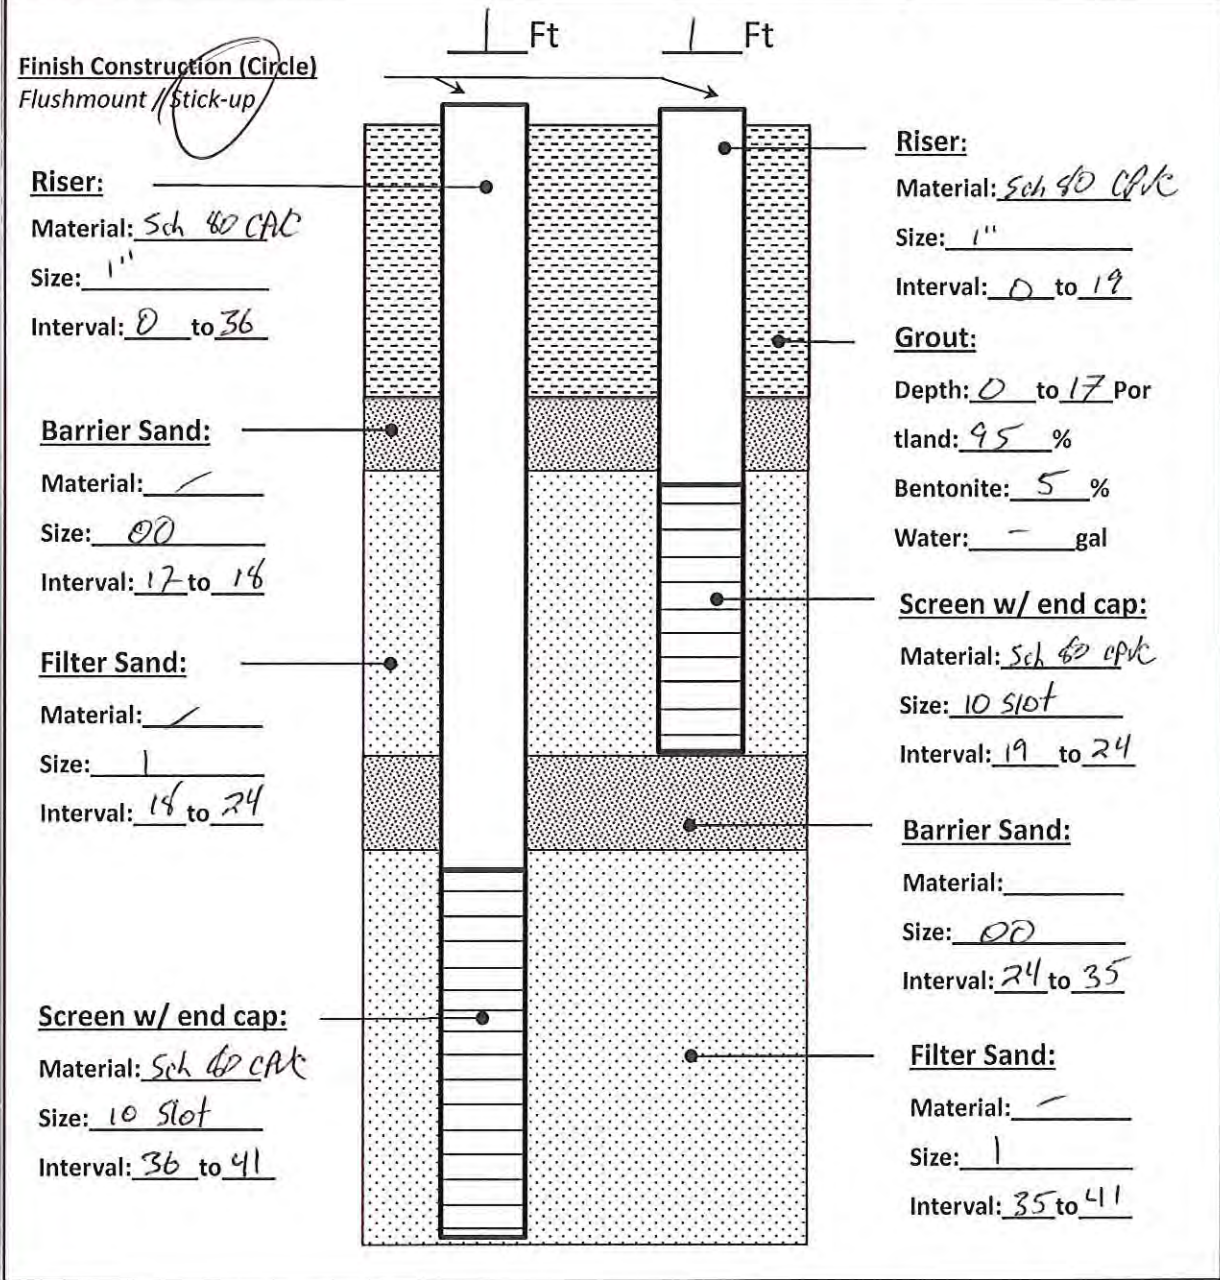 1 Ft 1 Ft
Finish Construction (Circle)
Flushmount // Stick-up
Riser:
Material: Sch 80 CPVC
Size: 1"
Interval: 0 to 36
Barrier Sand:
Material: -
Size: 00
Interval: 17 to 18
Filter Sand:
Material: -
Size: 1
Interval: 18 to 24
Screen w/ end cap:
Material: Sch 80 CPVC
Size: 10 Slot
Interval: 36 to 41
Riser:
Material: Sch 80 CPVC
Size: 1"
Interval: 0 to 19
Grout:
Depth: 0 to 17 Por
tland: 95 %
Bentonite: 5 %
Water: - gal
Screen w/ end cap:
Material: Sch 80 CPVC
Size: 10 Slot
Interval: 19 to 24
Barrier Sand:
Material:
Size: 00
Interval: 24 to 35
Filter Sand:
Material: -
Size: 1
Interval: 35 to 41